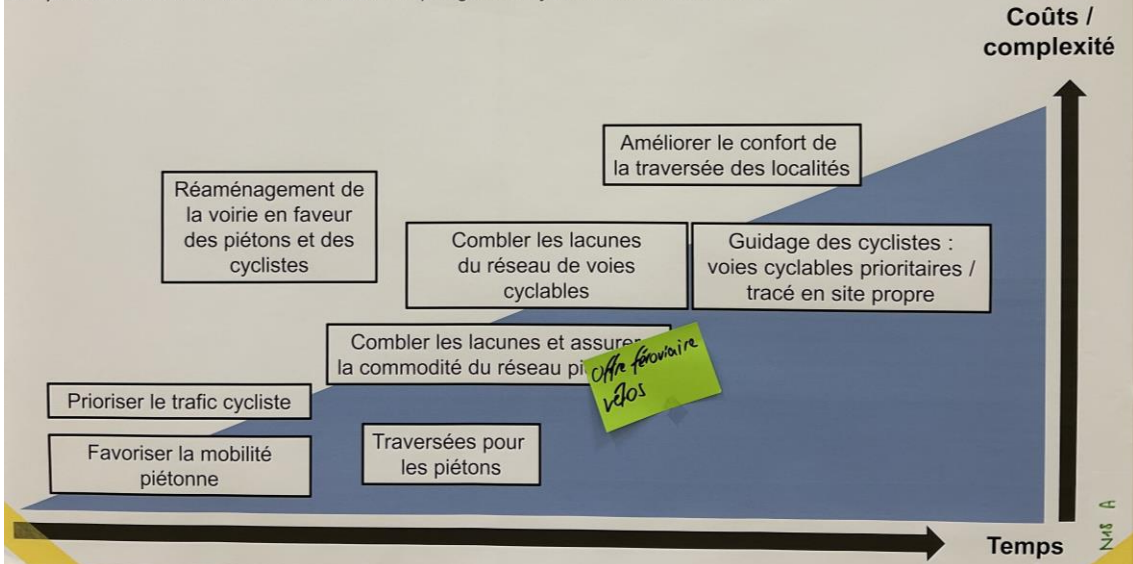 Coûts /
complexité
Améliorer le confort de
la traversée des localités
Réaménagement de
la voirie en faveur
des piétons et des
cyclistes
Combler les lacunes
du réseau de voies
cyclables
Guidage des cyclistes :
voies cyclables prioritaires /
tracé en site propre
Combler les lacunes et assurer
la commodité du réseau
Offre féroviaire
vélos
Prioriser le trafic cycliste
Favoriser la mobilité
piétonne
Traversées pour
les piétons
Temps
N18 A